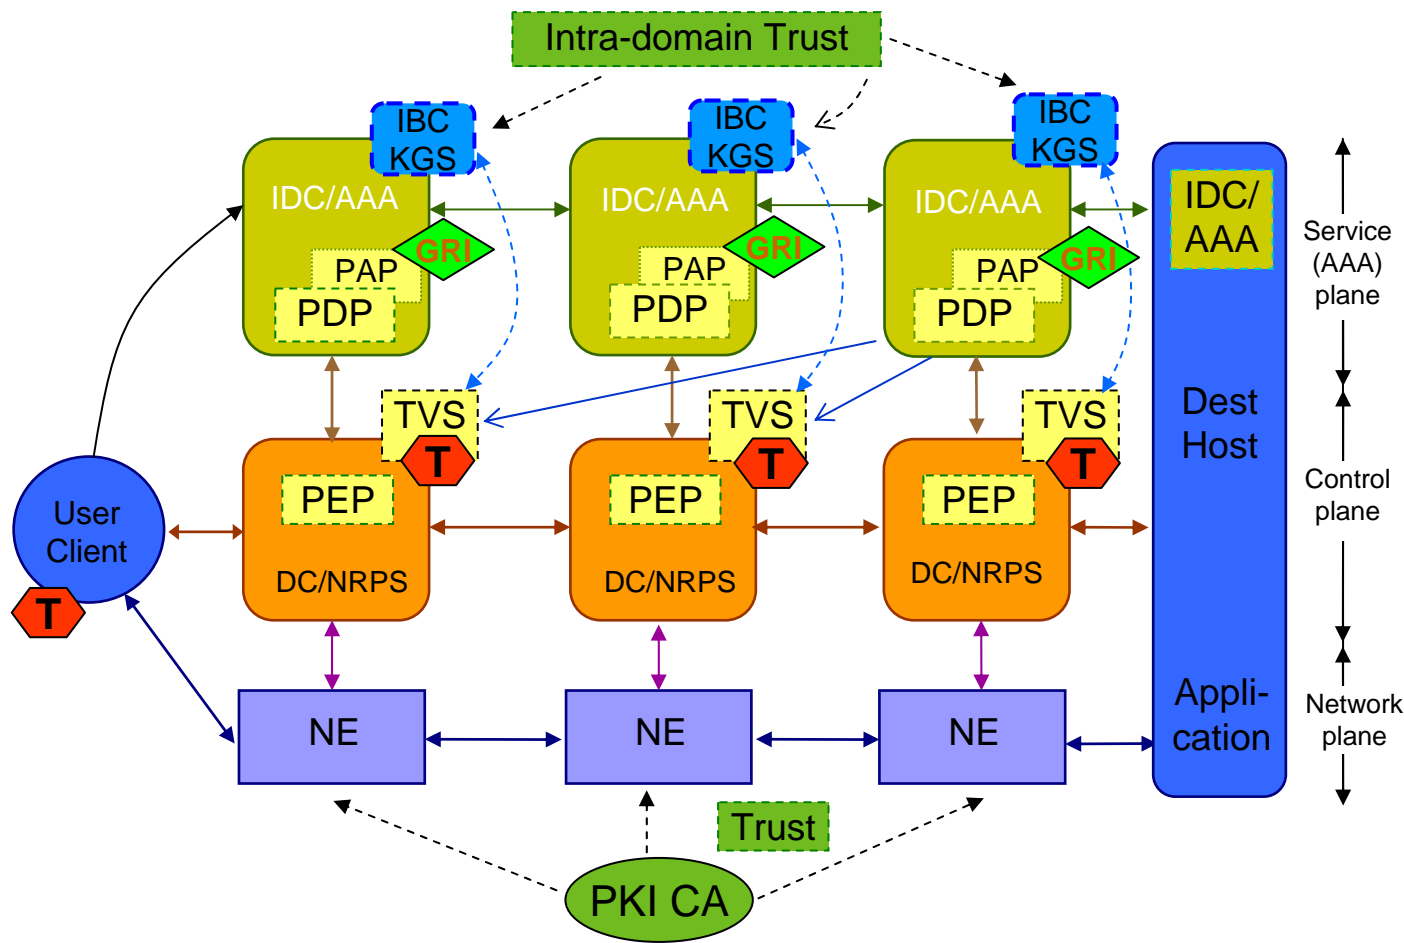 Intra-domain Trust
IBC
KGS
IBC
KGS
IBC
KGS
IDC/AAA
IDC/AAA
IDC/AAA
IDC/
AAA
GRI
GRI
GRI
PAP
PAP
PAP
PDP
PDP
PDP
Service
(AAA)
plane
TVS
TVS
TVS
T
T
T
Dest
Host
PEP
PEP
PEP
User
Client
T
DC/NRPS
DC/NRPS
DC/NRPS
Control
plane
NE
NE
NE
Appli-
cation
Network
plane
Trust
PKI CA